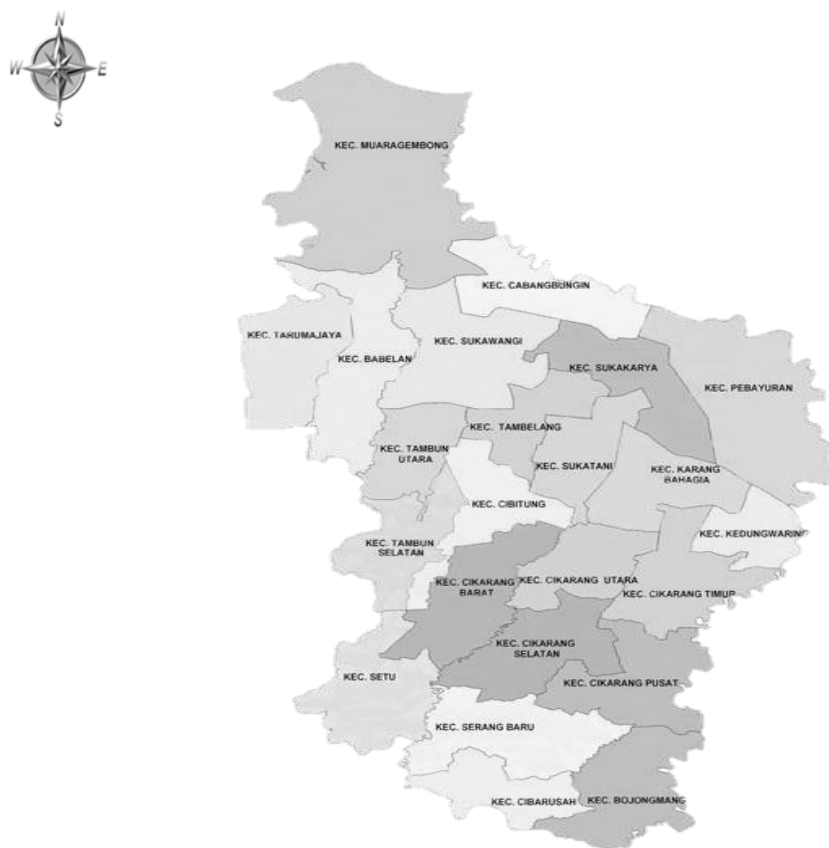 N
W E
S
KEC. MUARAGEMBONG
KEC. CABANGBUNGIN
KEC. TARUMAJAYA
KEC. SUKAWANGI
KEC. BABELAN
KEC. SUKAKARYA
KEC. PEBAYURAN
KEC. TAMBELANG
KEC. TAMBUN
UTARA
KEC. SUKATANI
KEC. KARANG
BAHAGIA
KEC. CIBITUNG
KEC. KEDUNGWARING
KEC. TAMBUN
SELATAN
KEC. CIKARANG
BARAT
KEC. CIKARANG UTARA
KEC. CIKARANG TIMUR
KEC. CIKARANG
SELATAN
KEC. SETU
KEC. CIKARANG PUSAT
KEC. SERANG BARU
KEC. CIBARUSAH
KEC. BOJONGMANG